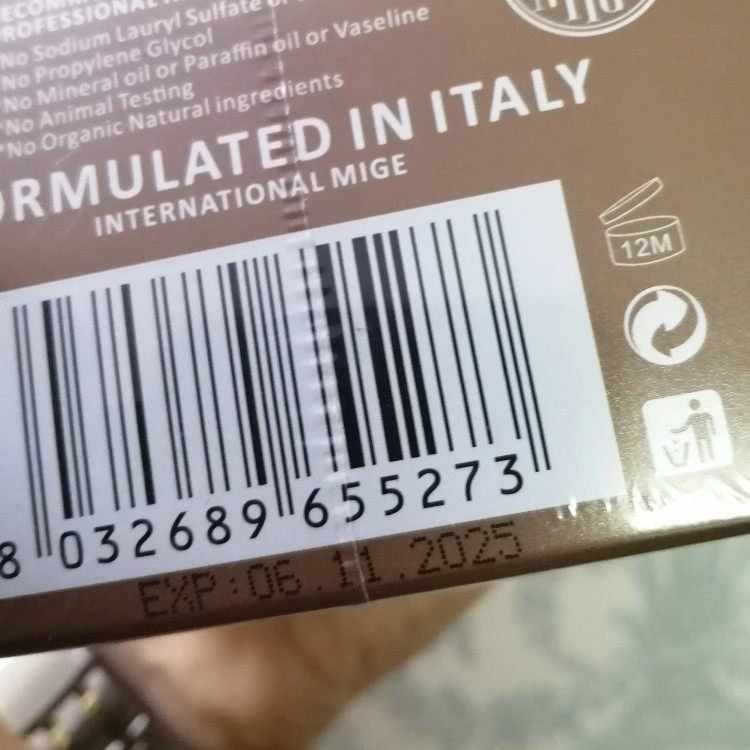 *No Sodium Lauryl Sulfate or
*No Propylene Glycol
*No Mineral oil or Paraffin oil or Vaseline
*No Animal Testing
*No Organic Natural ingredients
ORMULATED IN ITALY
INTERNATIONAL MIGE
12M
8 032689 655273
EXP:06.11.2025